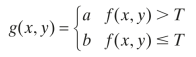 g(x, y) = { a f(x, y) > T
b f(x, y) ≤ T